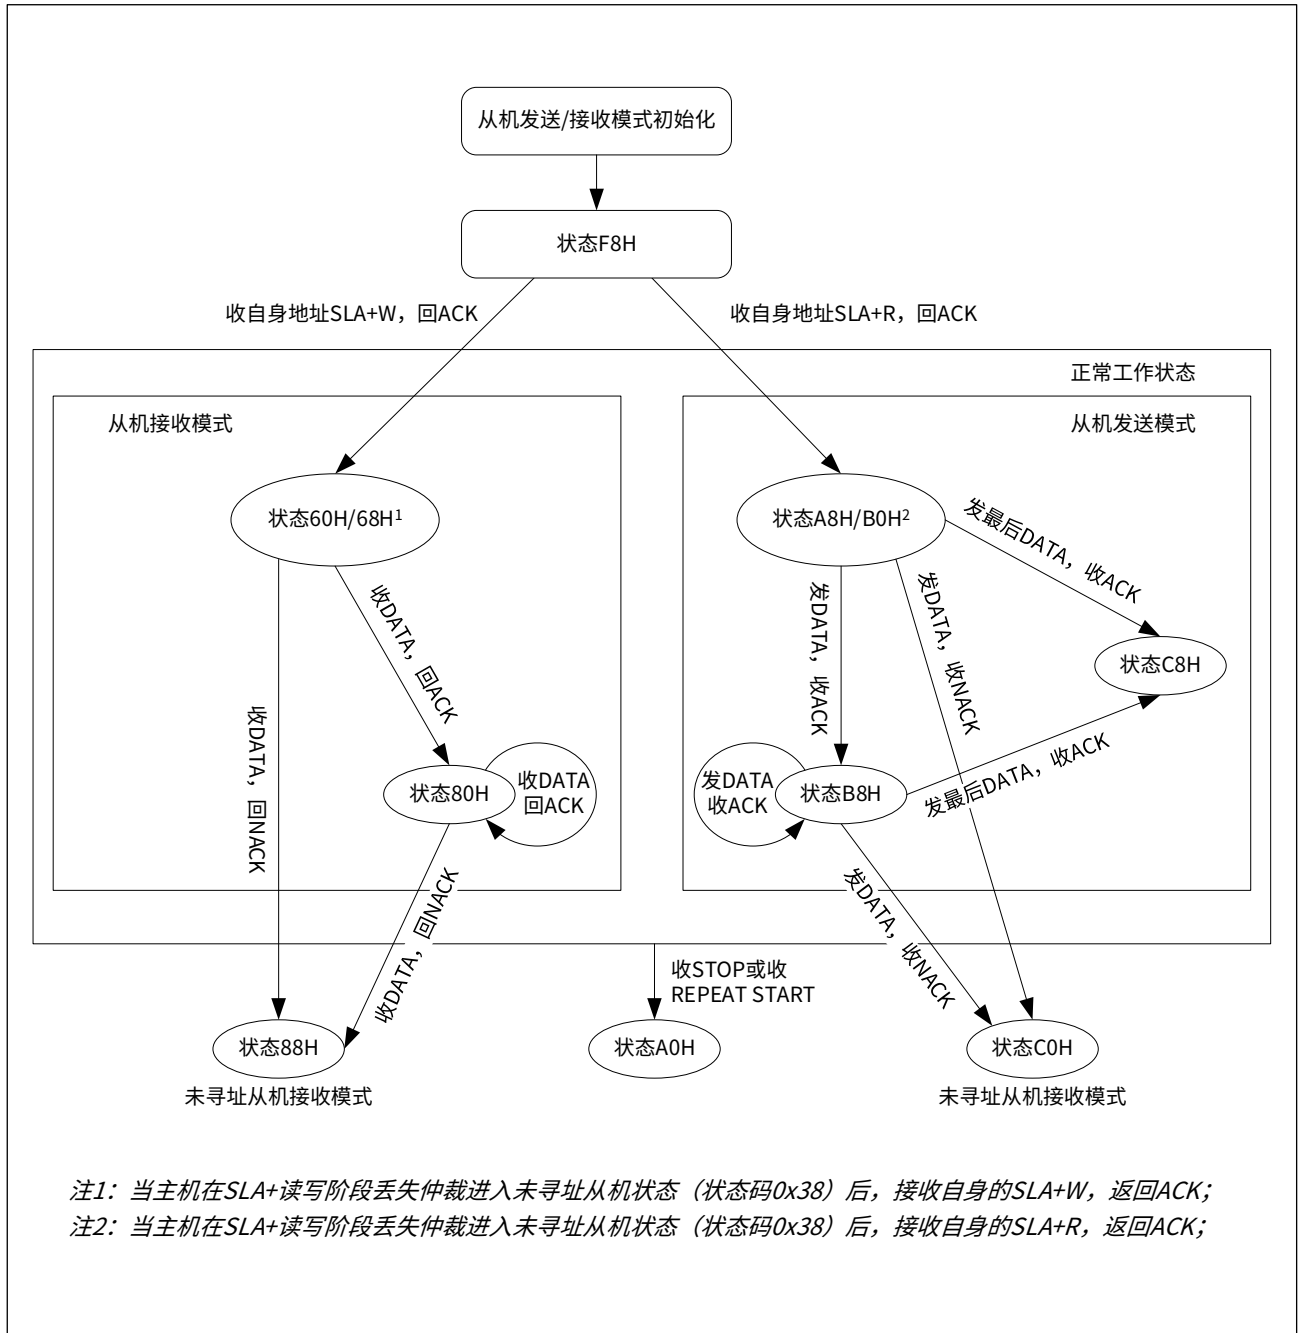 从机发送/接收模式初始化
状态F8H
收自身地址SLA+W，回ACK
收自身地址SLA+R，回ACK
正常工作状态
从机接收模式
从机发送模式
状态60H/68H¹
状态A8H/B0H²
发最后DATA，收ACK
收DATA，回ACK
发DATA，收ACK
发DATA，收NACK
状态C8H
收DATA，回NACK
状态80H
收DATA
回ACK
发DATA
收ACK
状态B8H
发最后DATA，收ACK
收DATA，回NACK
发DATA，收NACK
收STOP或收
REPEAT START
状态88H
状态A0H
状态C0H
未寻址从机接收模式
未寻址从机接收模式
注1：当主机在SLA+读写阶段丢失仲裁进入未寻址从机状态（状态码0x38）后，接收自身的SLA+W，返回ACK；
注2：当主机在SLA+读写阶段丢失仲裁进入未寻址从机状态（状态码0x38）后，接收自身的SLA+R，返回ACK；